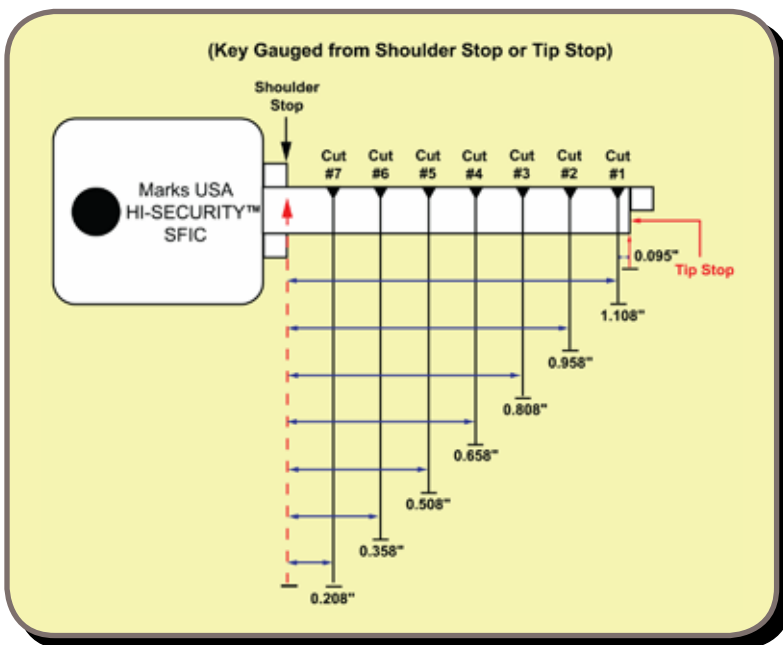 (Key Gauged from Shoulder Stop or Tip Stop)
Shoulder
Stop
Cut Cut Cut Cut Cut Cut Cut
#7 #6 #5 #4 #3 #2 #1
Marks USA
HI-SECURITY™
SFIC
0.095"
Tip Stop
1.108"
0.958"
0.808"
0.658"
0.508"
0.358"
0.208"